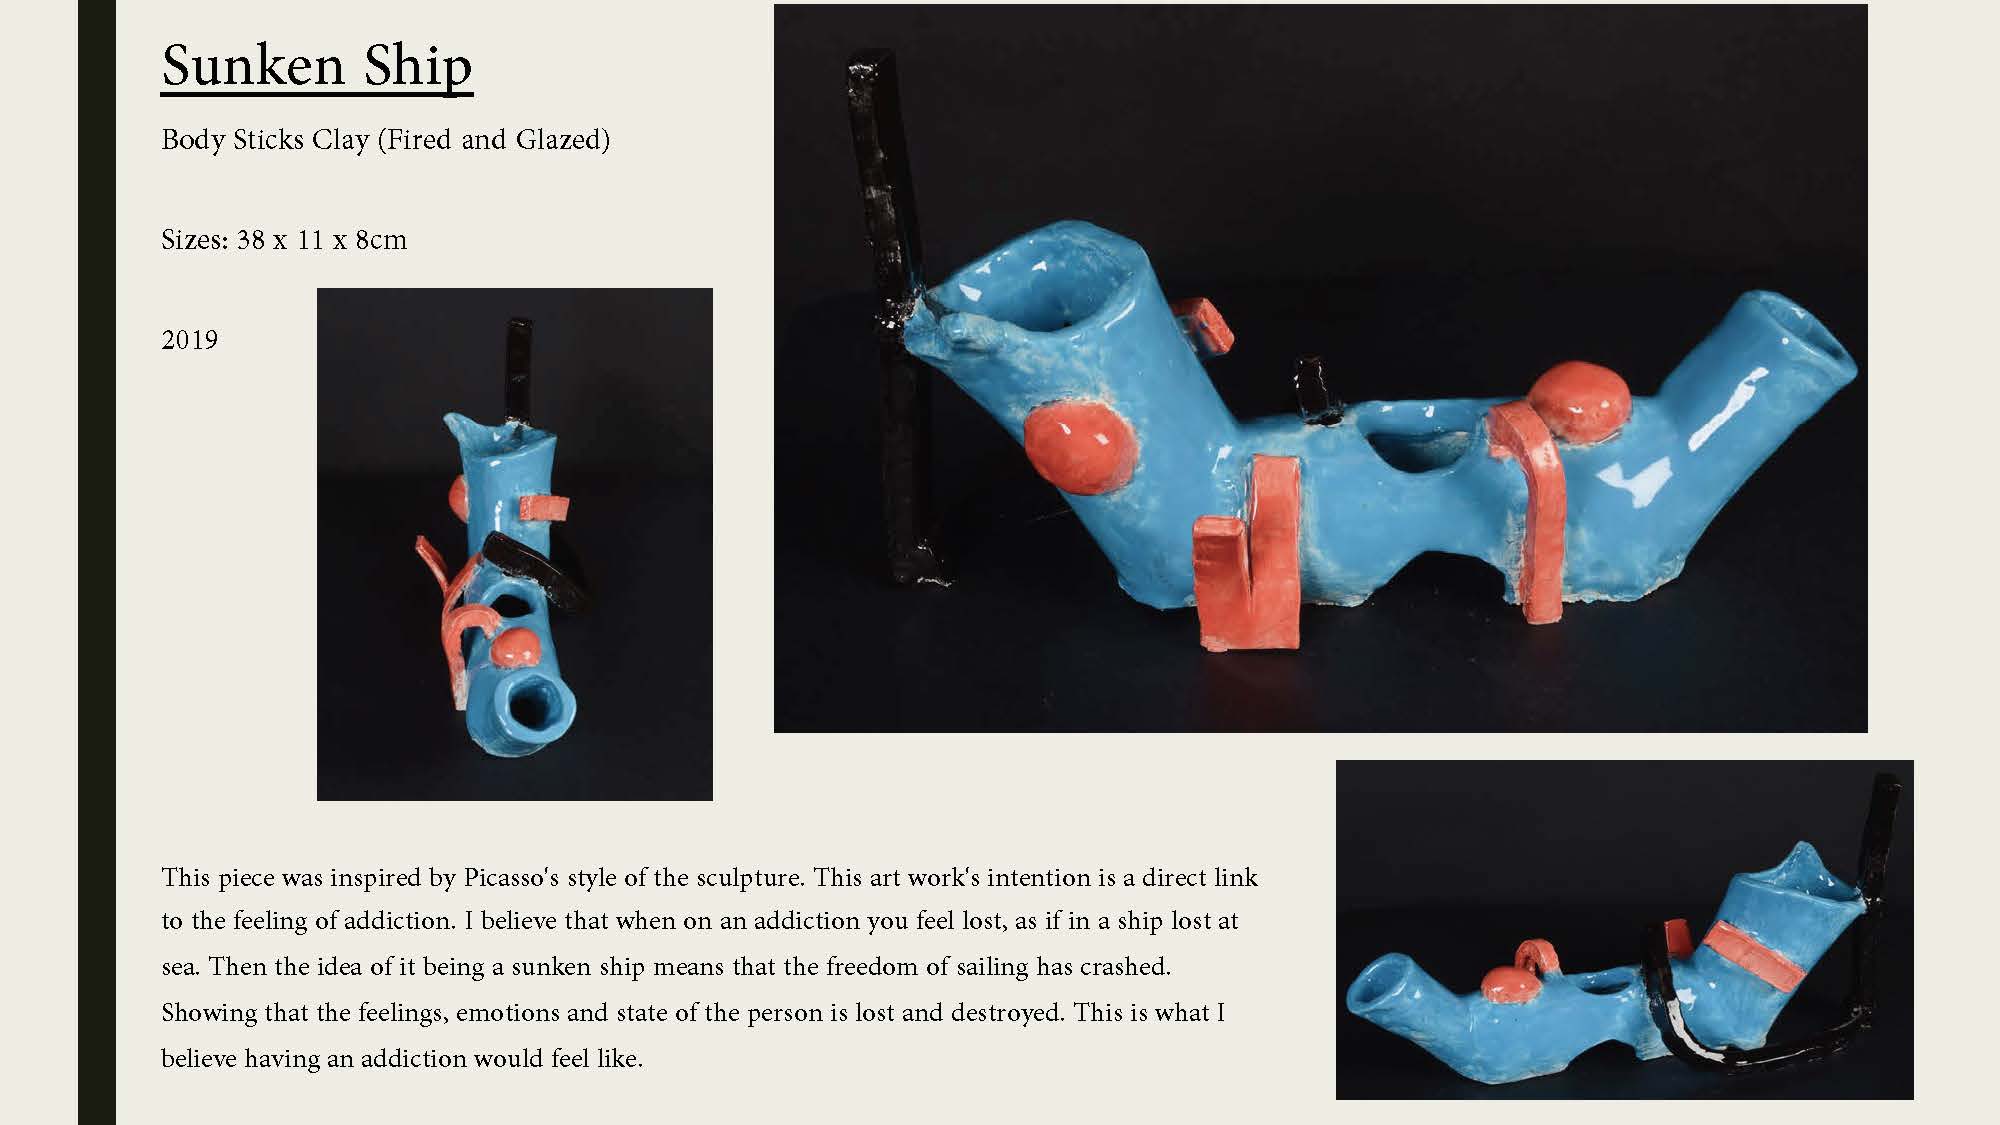 Sunken Ship
Body Sticks Clay (Fired and Glazed)
Sizes: 38 x 11 x 8cm
2019
This piece was inspired by Picasso's style of the sculpture. This art work's intention is a direct link
to the feeling of addiction. I believe that when on an addiction you feel lost, as if in a ship lost at
sea. Then the idea of it being a sunken ship means that the freedom of sailing has crashed.
Showing that the feelings, emotions and state of the person is lost and destroyed. This is what I
believe having an addiction would feel like.